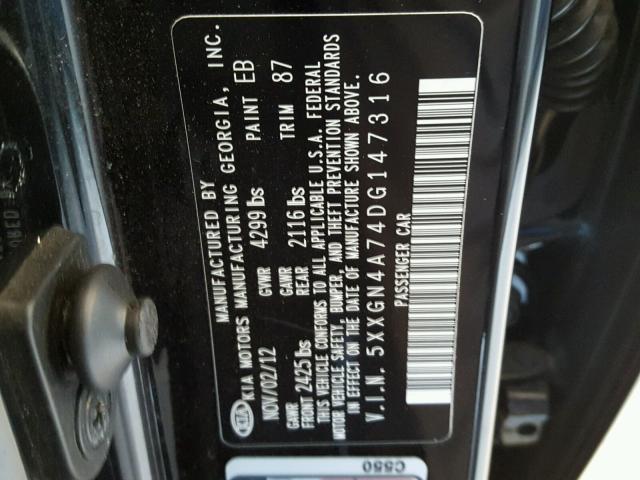 MANUFACTURED BY
KIA KIA MOTORS MANUFACTURING GEORGIA, INC.
NOV/02/12 GVWR 4299 lbs PAINT EB
GAWR FRONT 2425 lbs GAWR REAR 2116 lbs TRIM 87
THIS VEHICLE CONFORMS TO ALL APPLICABLE U.S.A. FEDERAL
MOTOR VEHICLE SAFETY, BUMPER, AND THEFT PREVENTION STANDARDS
IN EFFECT ON THE DATE OF MANUFACTURE SHOWN ABOVE.
V.I.N. 5XXGN4A74DG147316
PASSENGER CAR
C550